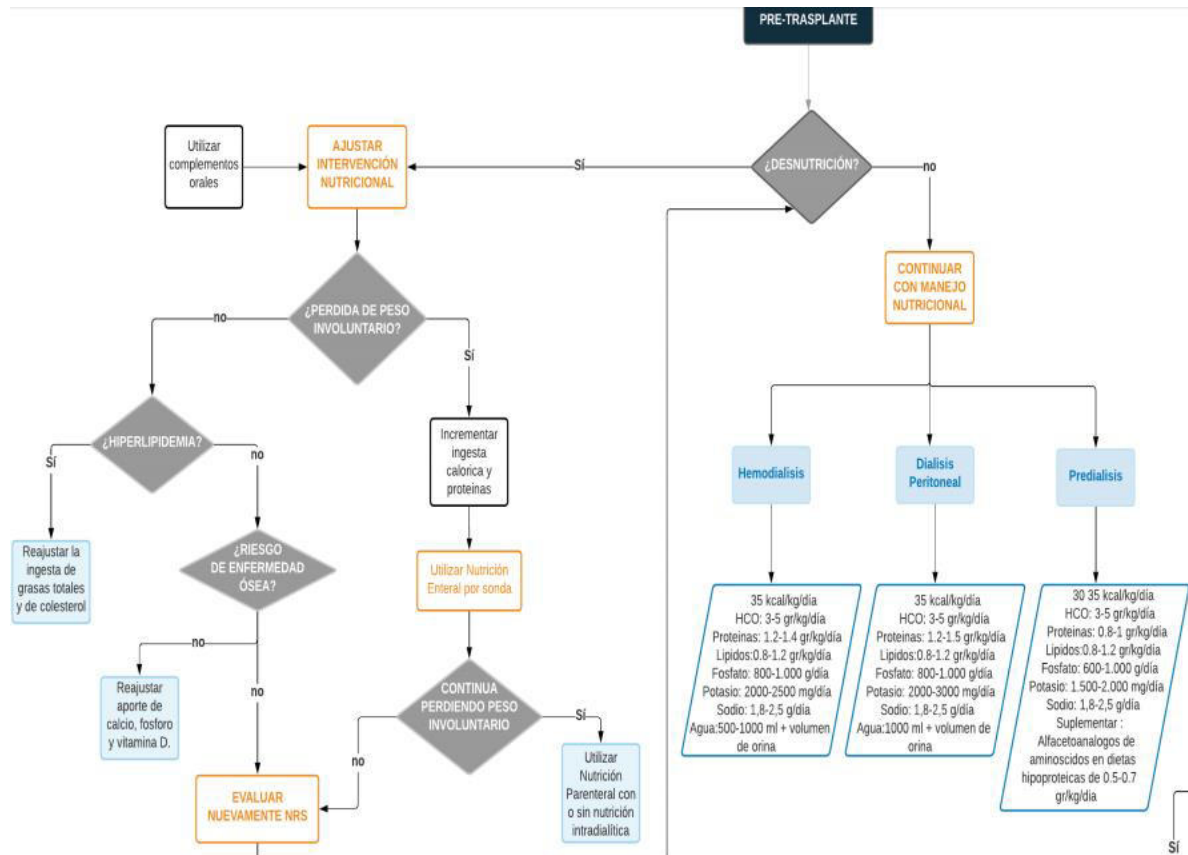 PRE-TRASPLANTE
¿DESNUTRICIÓN?
Sí
no
Utilizar
complementos
orales
AJUSTAR
INTERVENCIÓN
NUTRICIONAL
¿PERDIDA DE PESO
INVOLUNTARIO?
no
Sí
¿HIPERLIPIDEMIA?
Sí
no
Reajustar la
ingesta de
grasas totales
y de colesterol
¿RIESGO
DE ENFERMEDAD
ÓSEA?
no
no
Reajustar
aporte de
calcio, fosforo
y vitamina D.
Incrementar
ingesta
calorica y
proteinas
Utilizar Nutrición
Enteral por sonda
CONTINUA
PERDIENDO PESO
INVOLUNTARIO
no
Sí
Utilizar
Nutrición
Parenteral con
o sin nutrición
intradialítica
EVALUAR
NUEVAMENTE NRS
CONTINUAR
CON MANEJO
NUTRICIONAL
Hemodialisis
35 kcal/kg/día
HCO: 3-5 gr/kg/día
Proteinas: 1.2-1.4 gr/kg/día
Lipidos:0.8-1.2 gr/kg/día
Fosfato: 800-1.000 g/día
Potasio: 2000-2500 mg/día
Sodio: 1,8-2,5 g/día
Agua:500-1000 ml + volumen
de orina
Dialisis
Peritoneal
35 kcal/kg/día
HCO: 3-5 gr/kg/día
Proteinas: 1.2-1.5 gr/kg/día
Lipidos:0.8-1.2 gr/kg/día
Fosfato: 800-1.000 g/día
Potasio: 2000-3000 mg/día
Sodio: 1,8-2,5 g/día
Agua:1000 ml + volumen de
orina
Predialisis
30 35 kcal/kg/día
HCO: 3-5 gr/kg/día
Proteinas: 0.8-1 gr/kg/día
Lipidos:0.8-1.2 gr/kg/día
Fosfato: 600-1.000 g/día
Potasio: 1.500-2.000 mg/día
Sodio: 1,8-2,5 g/día
Suplementar :
Alfacetoanalogos de
aminoscidos en dietas
hipoproteicas de 0.5-0.7
gr/kg/día
Sí